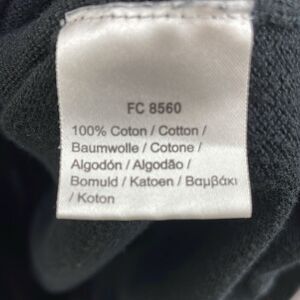 FC 8560
100% Coton / Cotton /
Baumwolle / Cotone /
Algodón / Algodão /
Bomuld / Katoen / Βαμβάκι
/ Koton